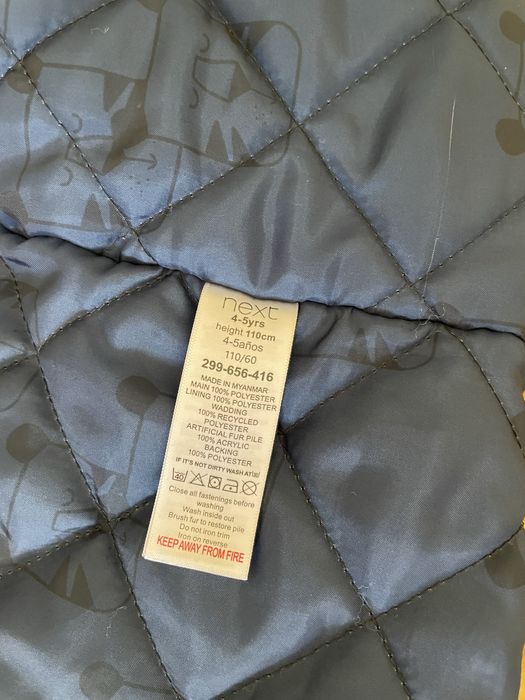 next
4-5yrs
height 110cm
4-5años
110/60
299-656-416
MADE IN MYANMAR
MAIN 100% POLYESTER
LINING 100% POLYESTER
WADDING
100% RECYCLED
POLYESTER
ARTIFICIAL FUR PILE
100% ACRYLIC
BACKING
100% POLYESTER
IF IT'S NOT DIRTY WASH AT
40
Close all fastenings before
washing
Wash inside out
Brush fur to restore pile
Do not iron trim
Iron on reverse
KEEP AWAY FROM FIRE